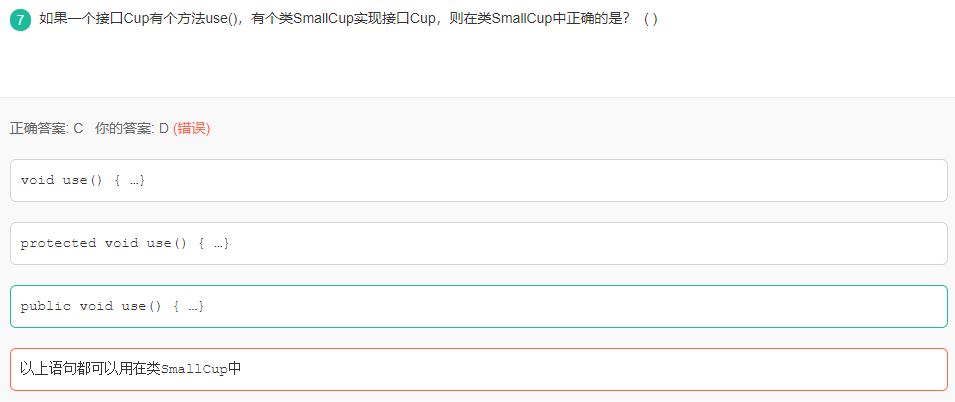 7 如果一个接口Cup有个方法use()，有个类SmallCup实现接口Cup，则在类SmallCup中正确的是？ ( )
正确答案: C 你的答案: D (错误)
void use() { …}
protected void use() { …}
public void use() { …}
以上语句都可以用在类SmallCup中